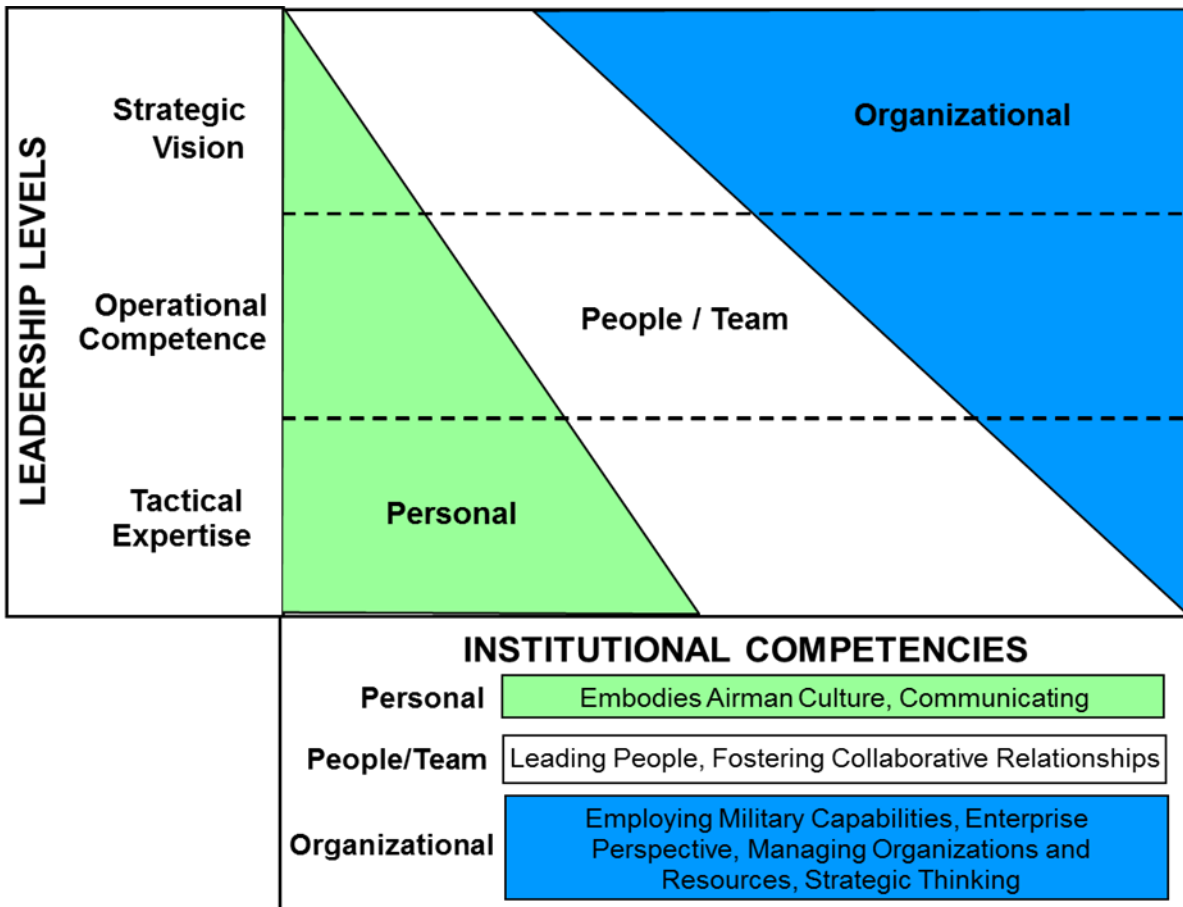 LEADERSHIP LEVELS
Strategic
Vision
Organizational
Operational
Competence
People / Team
Tactical
Expertise
Personal
INSTITUTIONAL COMPETENCIES
Personal
Embodies Airman Culture, Communicating
People/Team
Leading People, Fostering Collaborative Relationships
Organizational
Employing Military Capabilities, Enterprise
Perspective, Managing Organizations and
Resources, Strategic Thinking